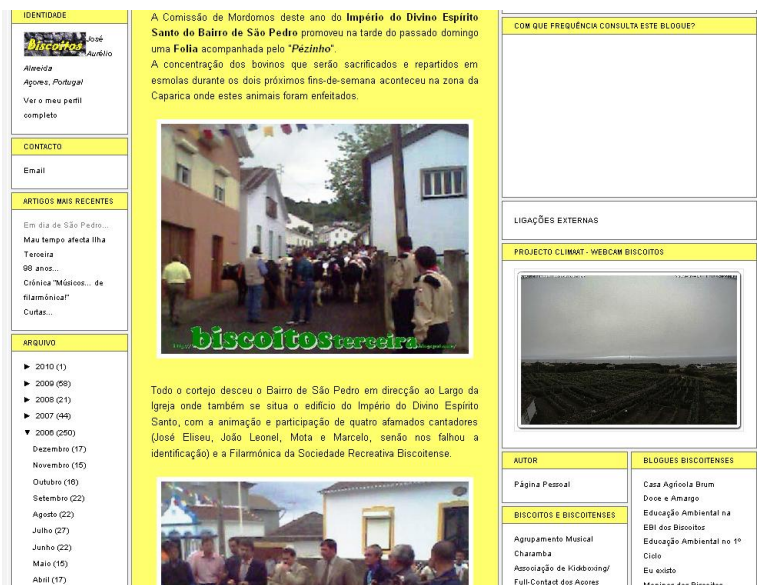 IDENTIDADE
Biscoitos
José
Aurélio
Almeida
Açores, Portugal
Ver o meu perfil
completo
CONTACTO
Email
ARTIGOS MAIS RECENTES
Em dia de São Pedro...
Mau tempo afecta Ilha
Terceira
98 anos...
Crónica "Músicos... de
filarmónica!"
Curtas...
ARQUIVO
► 2010 (1)
► 2009 (58)
► 2008 (21)
► 2007 (44)
▼ 2006 (250)
Dezembro (17)
Novembro (15)
Outubro (16)
Setembro (22)
Agosto (22)
Julho (27)
Junho (22)
Maio (15)
Abril (17)
A Comissão de Mordomos deste ano do Império do Divino Espírito
Santo do Bairro de São Pedro promoveu na tarde do passado domingo
uma Folia acompanhada pelo "Pézinho".
A concentração dos bovinos que serão sacrificados e repartidos em
esmolas durante os dois próximos fins-de-semana aconteceu na zona da
Caparica onde estes animais foram enfeitados.
biscoitosterceira
Todo o cortejo desceu o Bairro de São Pedro em direcção ao Largo da
Igreja onde também se situa o edifício do Império do Divino Espírito
Santo, com a animação e participação de quatro afamados cantadores
(José Eliseu, João Leonel, Mota e Marcelo, senão nos falhou a
identificação) e a Filarmónica da Sociedade Recreativa Biscoitense.
COM QUE FREQUÊNCIA CONSULTA ESTE BLOGUE?
LIGAÇÕES EXTERNAS
PROJECTO CLIMAAT - WEBCAM BISCOITOS
AUTOR
Página Pessoal
BISCOITOS E BISCOITENSES
Agrupamento Musical
Charamba
Associação de Kickboxing/
Full-Contact dos Açores
BLOGUES BISCOITENSES
Casa Agrícola Brum
Doce e Amargo
Educação Ambiental na
EBI dos Biscoitos
Educação Ambiental no 1º
Ciclo
Eu existo